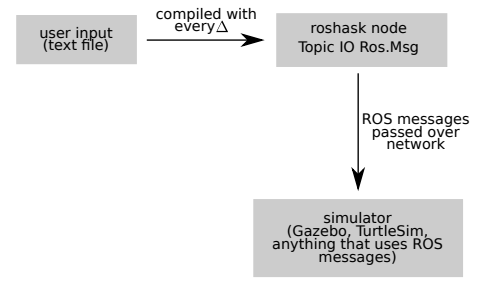 user input
(text file)
compiled with
every∆
roshask node
Topic IO Ros.Msg
ROS messages
passed over
network
simulator
(Gazebo, TurtleSim,
anything that uses ROS
messages)